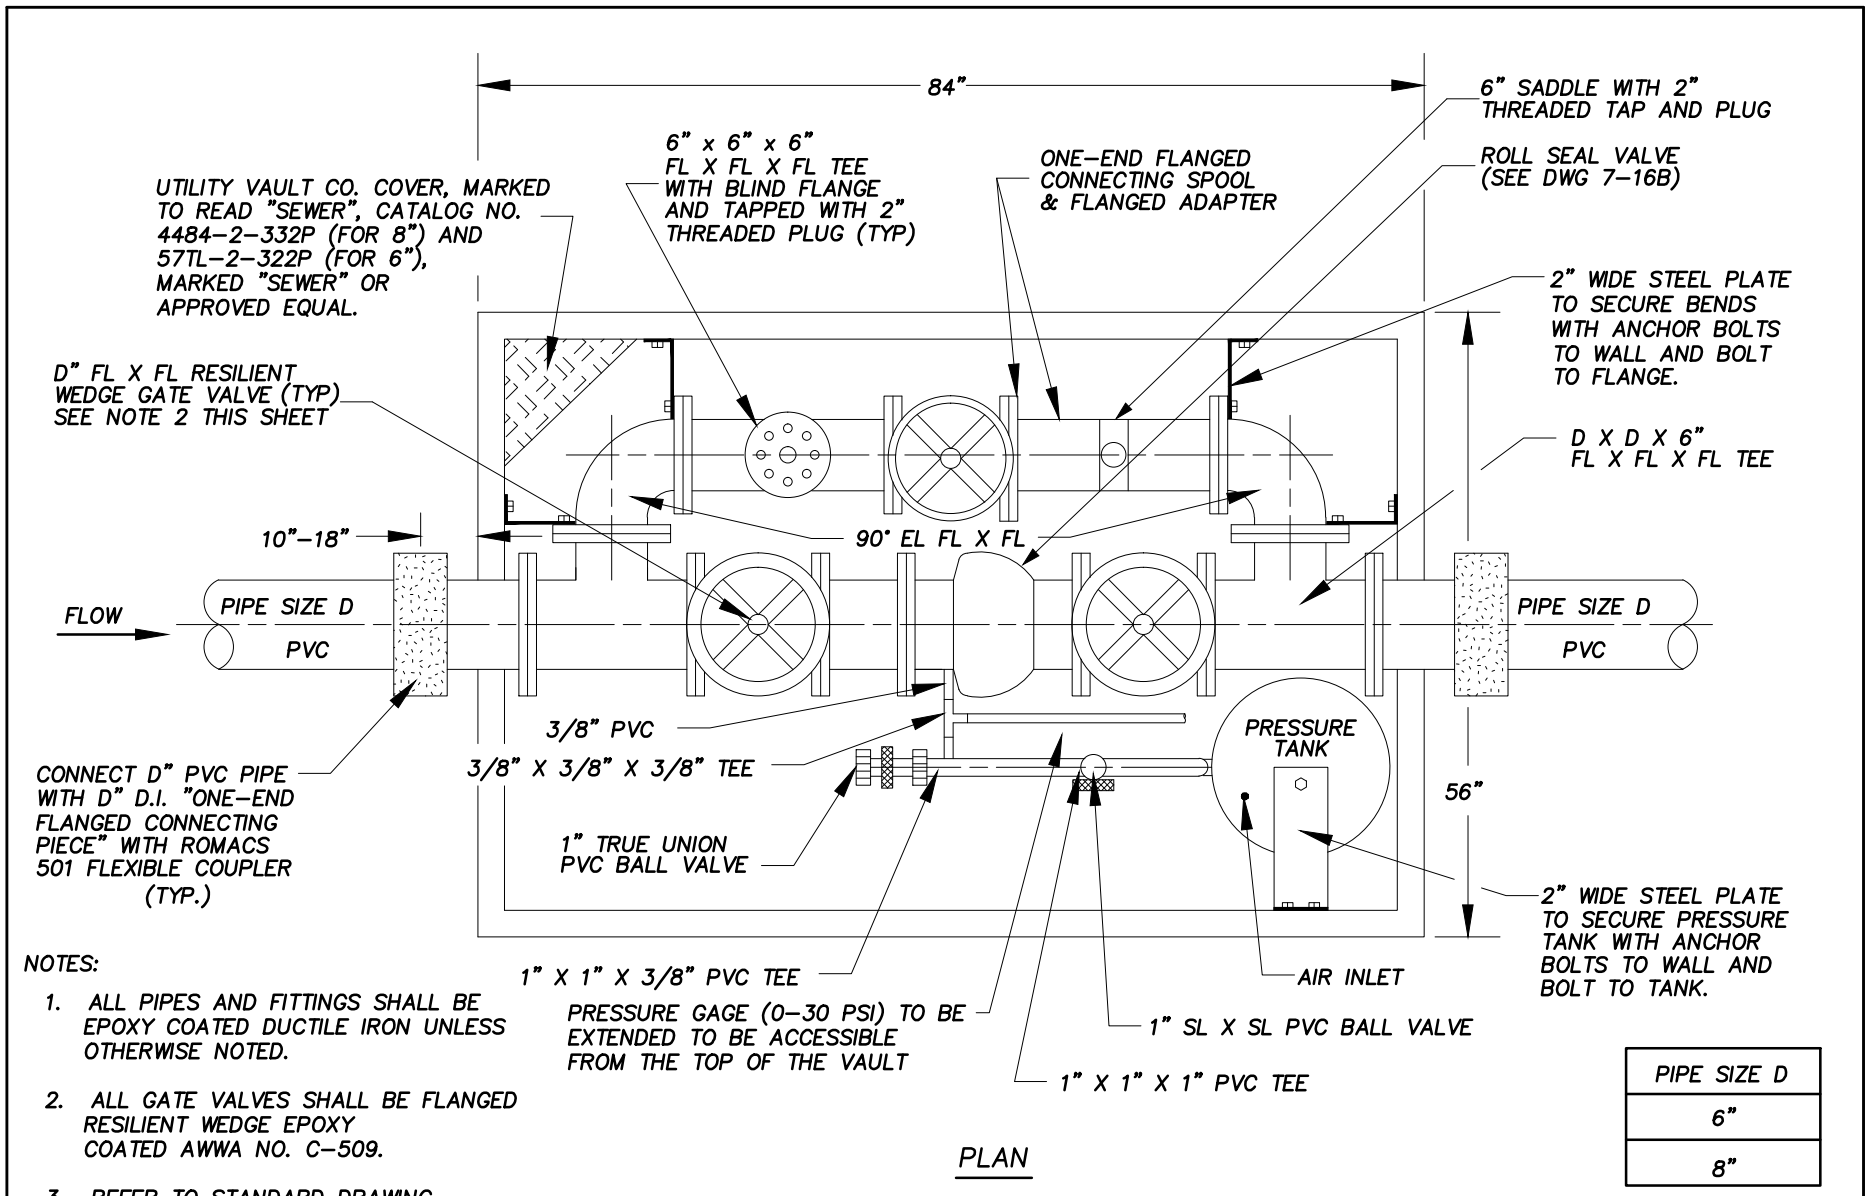 84”
6” SADDLE WITH 2”
THREADED TAP AND PLUG
6” x 6” x 6”
FL X FL X FL TEE
WITH BLIND FLANGE
AND TAPPED WITH 2”
THREADED PLUG (TYP)
ONE-END FLANGED
CONNECTING SPOOL
& FLANGED ADAPTER
ROLL SEAL VALVE
(SEE DWG 7-16B)
UTILITY VAULT CO. COVER, MARKED
TO READ "SEWER", CATALOG NO.
4484-2-332P (FOR 8”) AND
57TL-2-322P (FOR 6”),
MARKED ”SEWER” OR
APPROVED EQUAL.
2” WIDE STEEL PLATE
TO SECURE BENDS
WITH ANCHOR BOLTS
TO WALL AND BOLT
TO FLANGE.
D” FL X FL RESILIENT
WEDGE GATE VALVE (TYP)
SEE NOTE 2 THIS SHEET
D X D X 6”
FL X FL X FL TEE
10”-18”
90° EL FL X FL
FLOW
PIPE SIZE D
PVC
PIPE SIZE D
PVC
3/8” PVC
3/8” X 3/8” X 3/8” TEE
PRESSURE
TANK
56”
CONNECT D” PVC PIPE
WITH D” D.I. "ONE-END
FLANGED CONNECTING
PIECE” WITH ROMACS
501 FLEXIBLE COUPLER
(TYP.)
1” TRUE UNION
PVC BALL VALVE
2” WIDE STEEL PLATE
TO SECURE PRESSURE
TANK WITH ANCHOR
BOLTS TO WALL AND
BOLT TO TANK.
1” X 1” X 3/8” PVC TEE
AIR INLET
PRESSURE GAGE (0-30 PSI) TO BE
EXTENDED TO BE ACCESSIBLE
FROM THE TOP OF THE VAULT
1” SL X SL PVC BALL VALVE
1” X 1” X 1” PVC TEE
NOTES:
1. ALL PIPES AND FITTINGS SHALL BE
EPOXY COATED DUCTILE IRON UNLESS
OTHERWISE NOTED.
2. ALL GATE VALVES SHALL BE FLANGED
RESILIENT WEDGE EPOXY
COATED AWWA NO. C-509.
3. REFER TO STANDARD DRAWING
PLAN
PIPE SIZE D
6”
8”